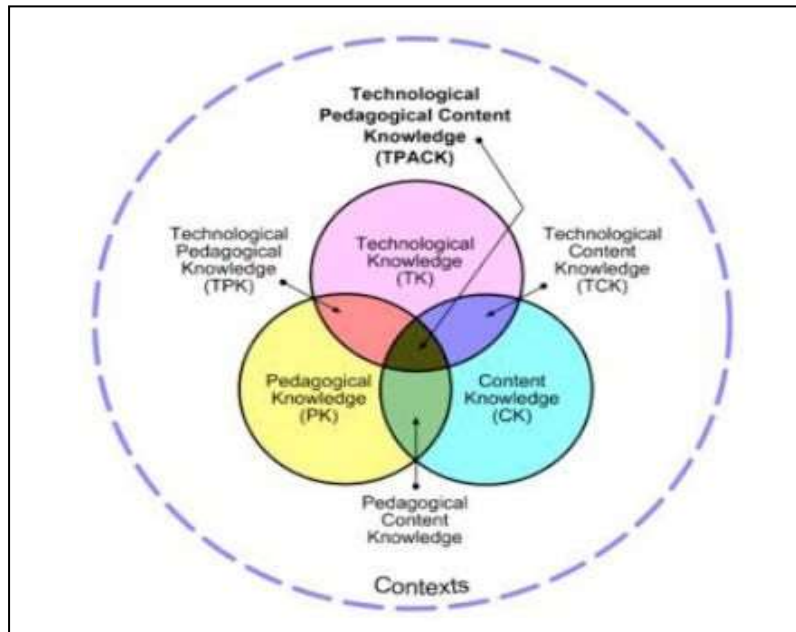 Technological
Pedagogical Content
Knowledge
(TPACK)
Technological
Pedagogical
Knowledge
(TPK)
Technological
Knowledge
(TK)
Technological
Content
Knowledge
(TCK)
Pedagogical
Knowledge
(PK)
Content
Knowledge
(CK)
Pedagogical
Content
Knowledge
Contexts